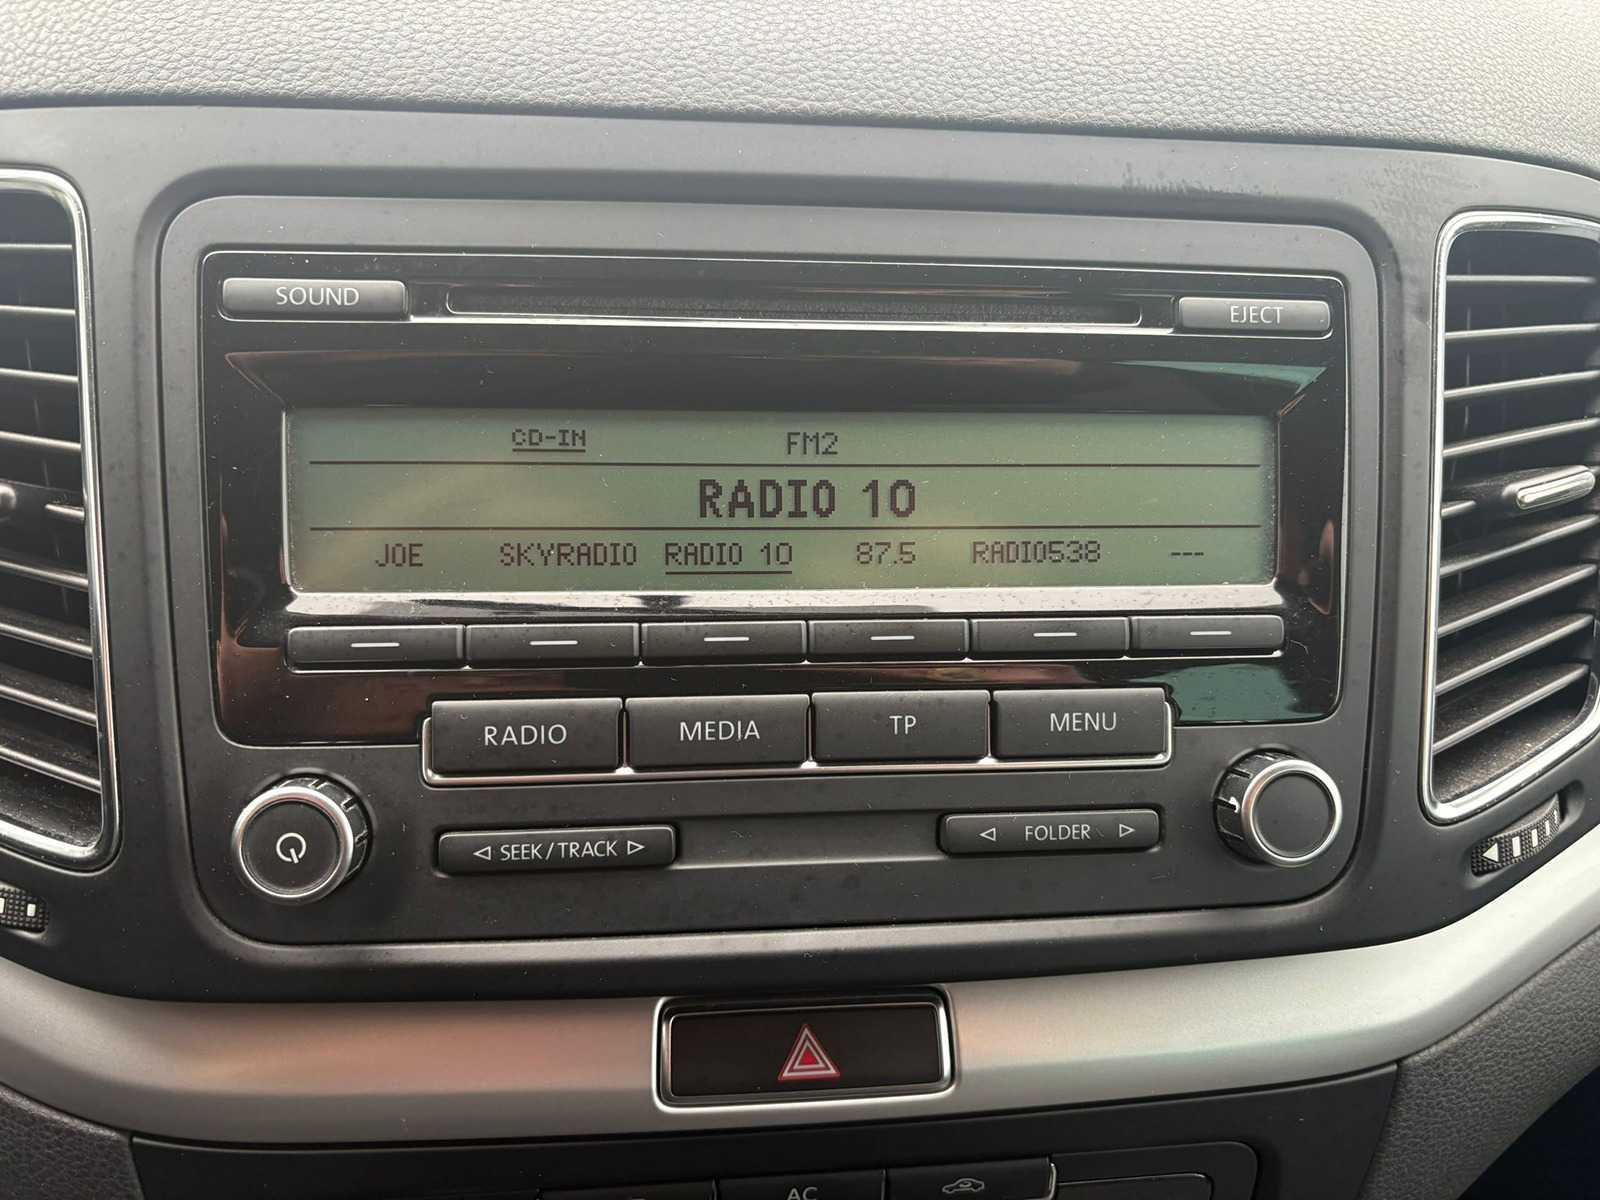 SOUND
EJECT
CD-IN FM2
RADIO 10
JOE SKYRADIO RADIO 10 87.5 RADIO538 ---
RADIO MEDIA TP MENU
SEEK/TRACK FOLDER
AC